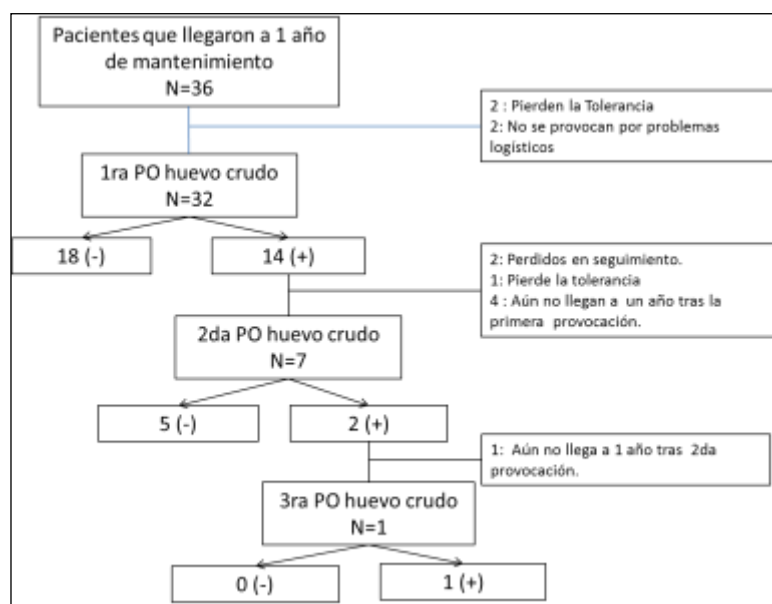 Pacientes que llegaron a 1 año
de mantenimiento
N=36
2 : Pierden la Tolerancia
2: No se provocan por problemas
logísticos
1ra PO huevo crudo
N=32
18 (-)
14 (+)
2: Perdidos en seguimiento.
1: Pierde la tolerancia
4 : Aún no llegan a un año tras la
primera provocación.
2da PO huevo crudo
N=7
5 (-)
2 (+)
1: Aún no llega a 1 año tras 2da
provocación.
3ra PO huevo crudo
N=1
0 (-)
1 (+)